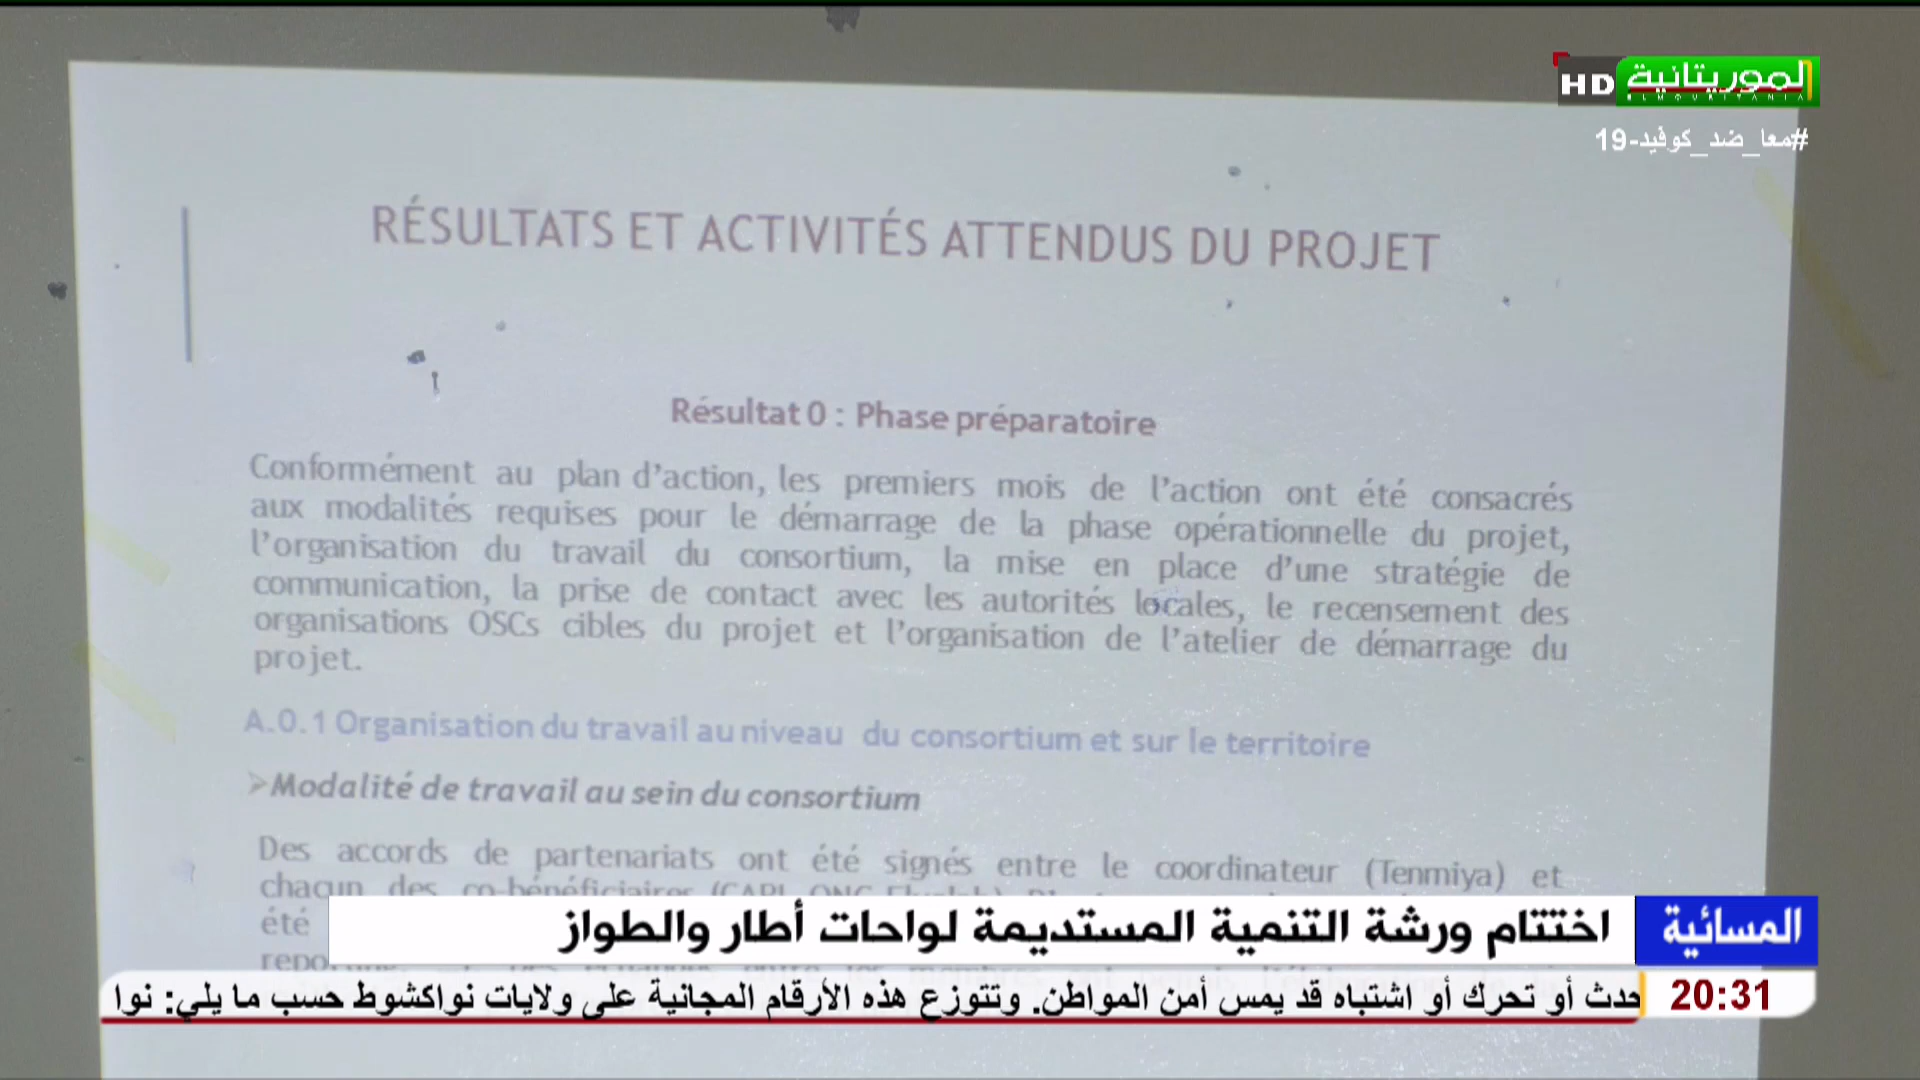 HD الموريتانية
ELMOURITANIA
#معا_ضد_كوفيد-19
RÉSULTATS ET ACTIVITÉS ATTENDUS DU PROJET
Résultat 0 : Phase préparatoire
Conformément au plan d’action, les premiers mois de l’action ont été consacrés
aux modalités requises pour le démarrage de la phase opérationnelle du projet,
l’organisation du travail du consortium, la mise en place d’une stratégie de
communication, la prise de contact avec les autorités locales, le recensement des
organisations OSCs cibles du projet et l’organisation de l’atelier de démarrage du
projet.
A.0.1 Organisation du travail au niveau du consortium et sur le territoire
➢Modalité de travail au sein du consortium
Des accords de partenariats ont été signés entre le coordinateur (Tenmiya) et
chacun des co-bénéficiaires
été
المسائية
اختتام ورشة التنمية المستديمة لواحات أطار والطواز
20:31
حدث أو تحرك أو اشتباه قد يمس أمن المواطن. وتتوزع هذه الأرقام المجانية على ولايات نواكشوط حسب ما يلي: نوا